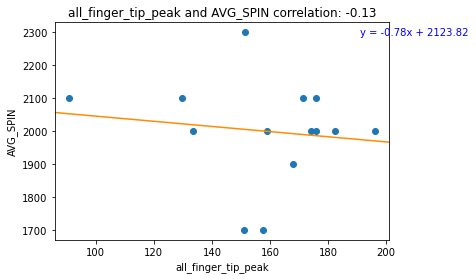 all_finger_tip_peak and AVG_SPIN correlation: -0.13
y = -0.78x + 2123.82
2300
2200
2100
2000
1900
1800
1700
AVG_SPIN
100 120 140 160 180 200
all_finger_tip_peak